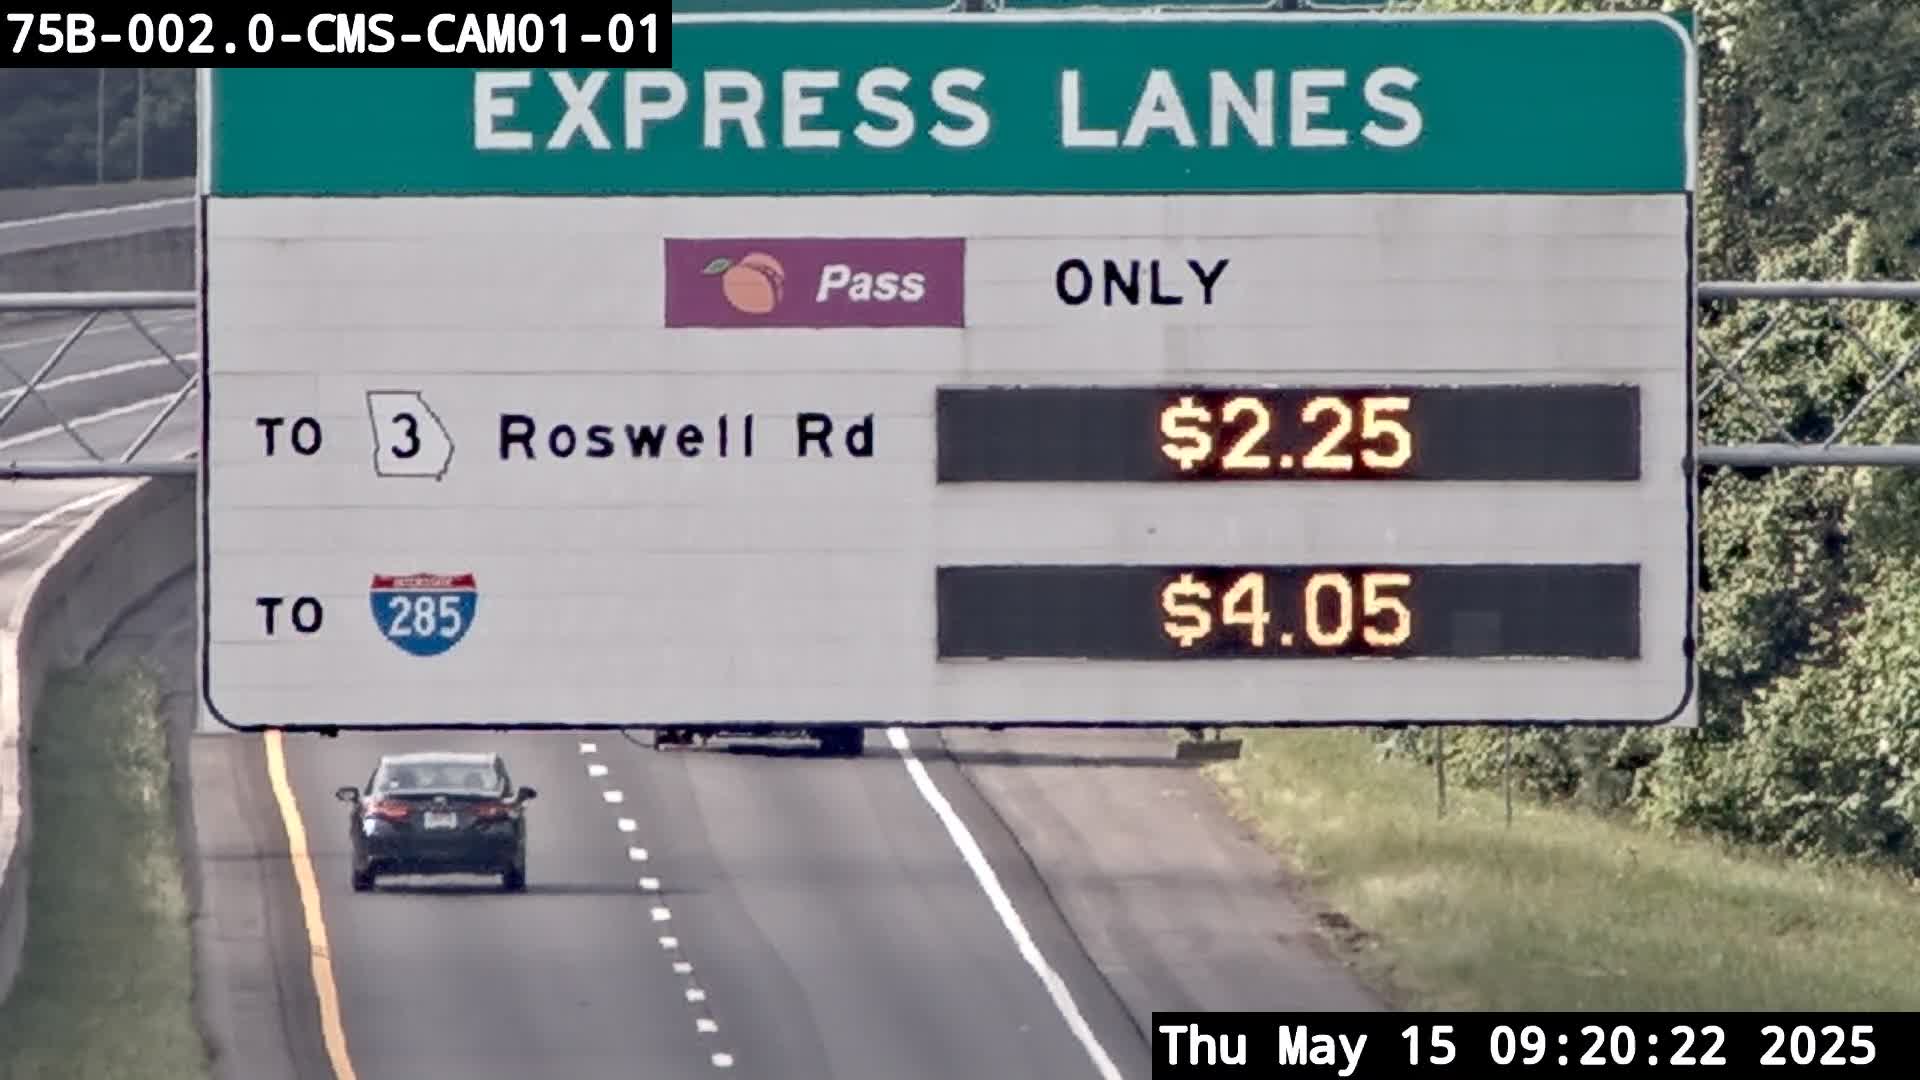 75B-002.0-CMS-CAM01-01
EXPRESS LANES
Pass ONLY
TO 3 Roswell Rd $2.25
TO 285 $4.05
Thu May 15 09:20:22 2025